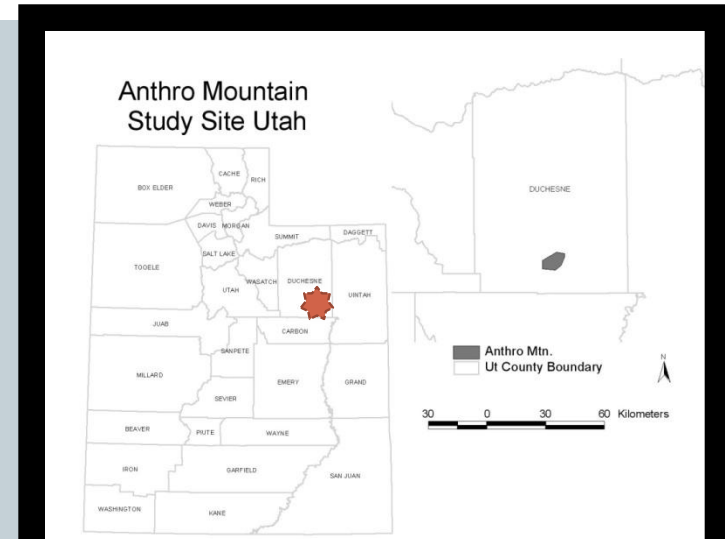 Anthro Mountain
Study Site Utah
CACHE
RICH
BOX ELDER
WEBER
DAVIS MORGAN
SUMMIT
DAGGETT
SALT LAKE
TOOELE
WASATCH
DUCHESNE
UTAH
UINTAH
JUAB
CARBON
SANPETE
MILLARD
EMERY
GRAND
SEVIER
BEAVER
PIUTE
WAYNE
IRON
GARFIELD
SAN JUAN
WASHINGTON
KANE
DUCHESNE
Anthro Mtn.
Ut County Boundary
N
30 0 30 60 Kilometers